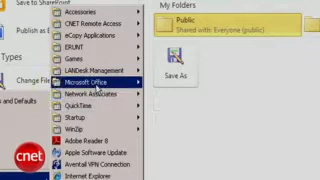 Save to SharePoint
Publish as B
Types
Change File
s and Defaults
Accessories
CNET Remote Access
eCopy Applications
ERUNT
Games
LANDesk Management
Microsoft Office
Network Associates
QuickTime
Startup
WinZip
Adobe Reader 8
Apple Software Update
Aventail VPN Connection
Internet Explorer
My Folders
Public
Shared with: Everyone (public)
Save As
cnet